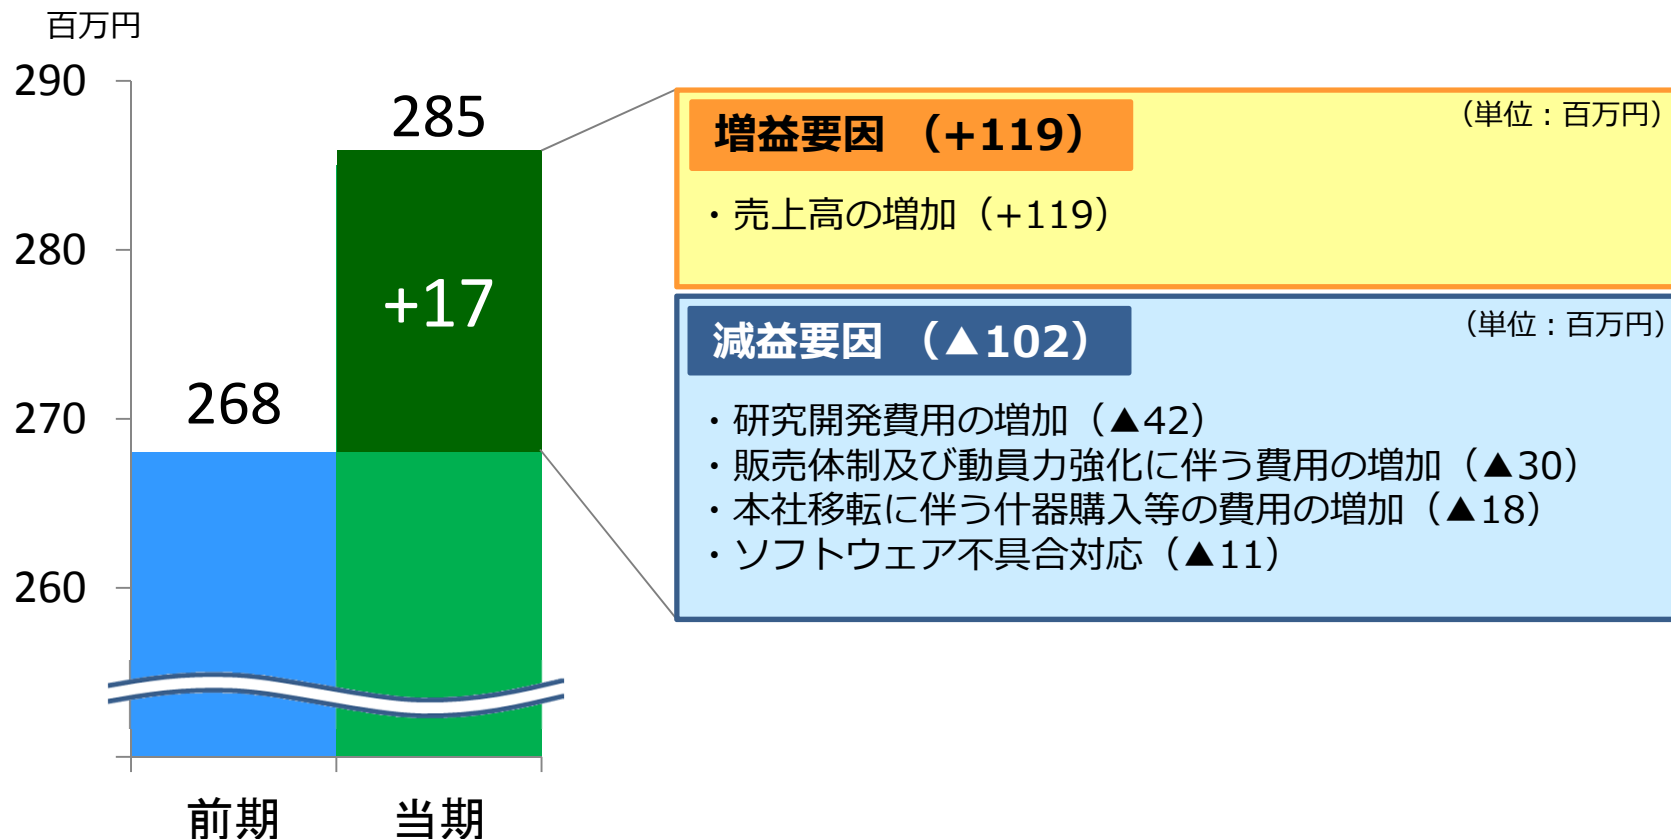 百万円
290
280
270
260
285
+17
268
前期
当期
増益要因 （+119）
（単位：百万円）
・売上高の増加（+119）
減益要因 （▲102）
（単位：百万円）
・研究開発費用の増加（▲42）
・販売体制及び動員力強化に伴う費用の増加（▲30）
・本社移転に伴う什器購入等の費用の増加（▲18）
・ソフトウェア不具合対応（▲11）